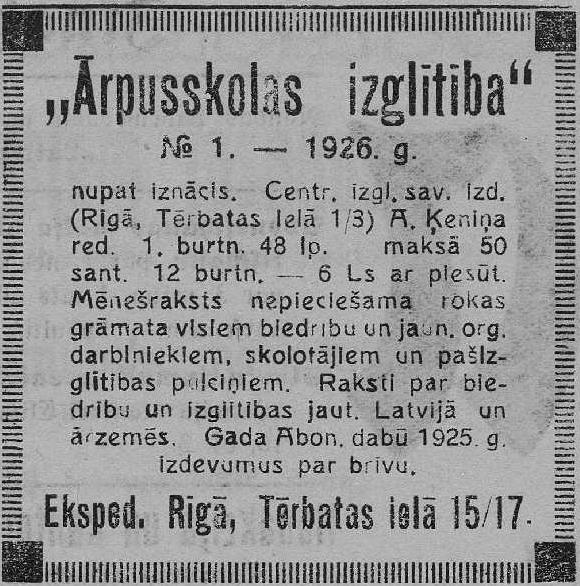 „Ārpusskolas izglītība“
№ 1. — 1926. g.
nupat iznācis. Centr. izgl. sav. izd.
(Rīgā, Tērbatas ielā 1/3) A. Ķeniņa
red. 1. burtn. 48 lp. maksā 50
sant. 12 burtn. — 6 Ls ar piesūt.
Mēnešraksts nepieciešama rokas
grāmata visiem biedrību un jaun. org.
darbiniekiem, skolotājiem un pašiz-
glītības pulciņiem. Raksti par bie-
drību un izglītības jaut. Latvijā un
ārzemēs. Gada Abon. dabū 1925. g.
izdevumus par brīvu.
Eksped. Rīgā, Tērbatas ielā 15/17.